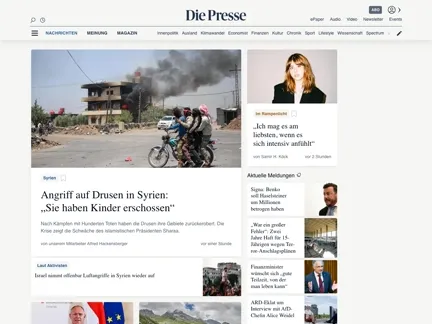 Die Presse
ABO
ePaper Audio Video Newsletter Events
NACHRICHTEN MEINUNG MAGAZIN Innenpolitik Ausland Klimawandel Economist Finanzen Kultur Chronik Sport Lifestyle Wissenschaft Spectrum
Syrien
Angriff auf Drusen in Syrien:
„Sie haben Kinder erschossen“
Nach Kämpfen mit Hunderten Toten haben die Drusen ihre Gebiete zurückerobert. Die
Krise zeigt die Schwäche des islamistischen Präsidenten Sharaa.
von unserem Mitarbeiter Alfred Hackensberger vor einer Stunde
Laut Aktivisten
Israel nimmt offenbar Luftangriffe in Syrien wieder auf
Im Rampenlicht
„Ich mag es am
liebsten, wenn es
sich intensiv anfühlt“
vor 2 Stunden
Aktuelle Meldungen
Signa: Benko
soll Haselsteiner
um Millionen
betrogen haben
„War ein großer
Fehler“: Zwei
Jahre Haft für 15-
Jährigen wegen Ter-
ror-Anschlagsplänen
Finanzminister
wünscht sich „gute
Teilzeit, von der
man leben kann“
ARD-Eklat um
Interview mit AfD-
Chefin Alice Weidel